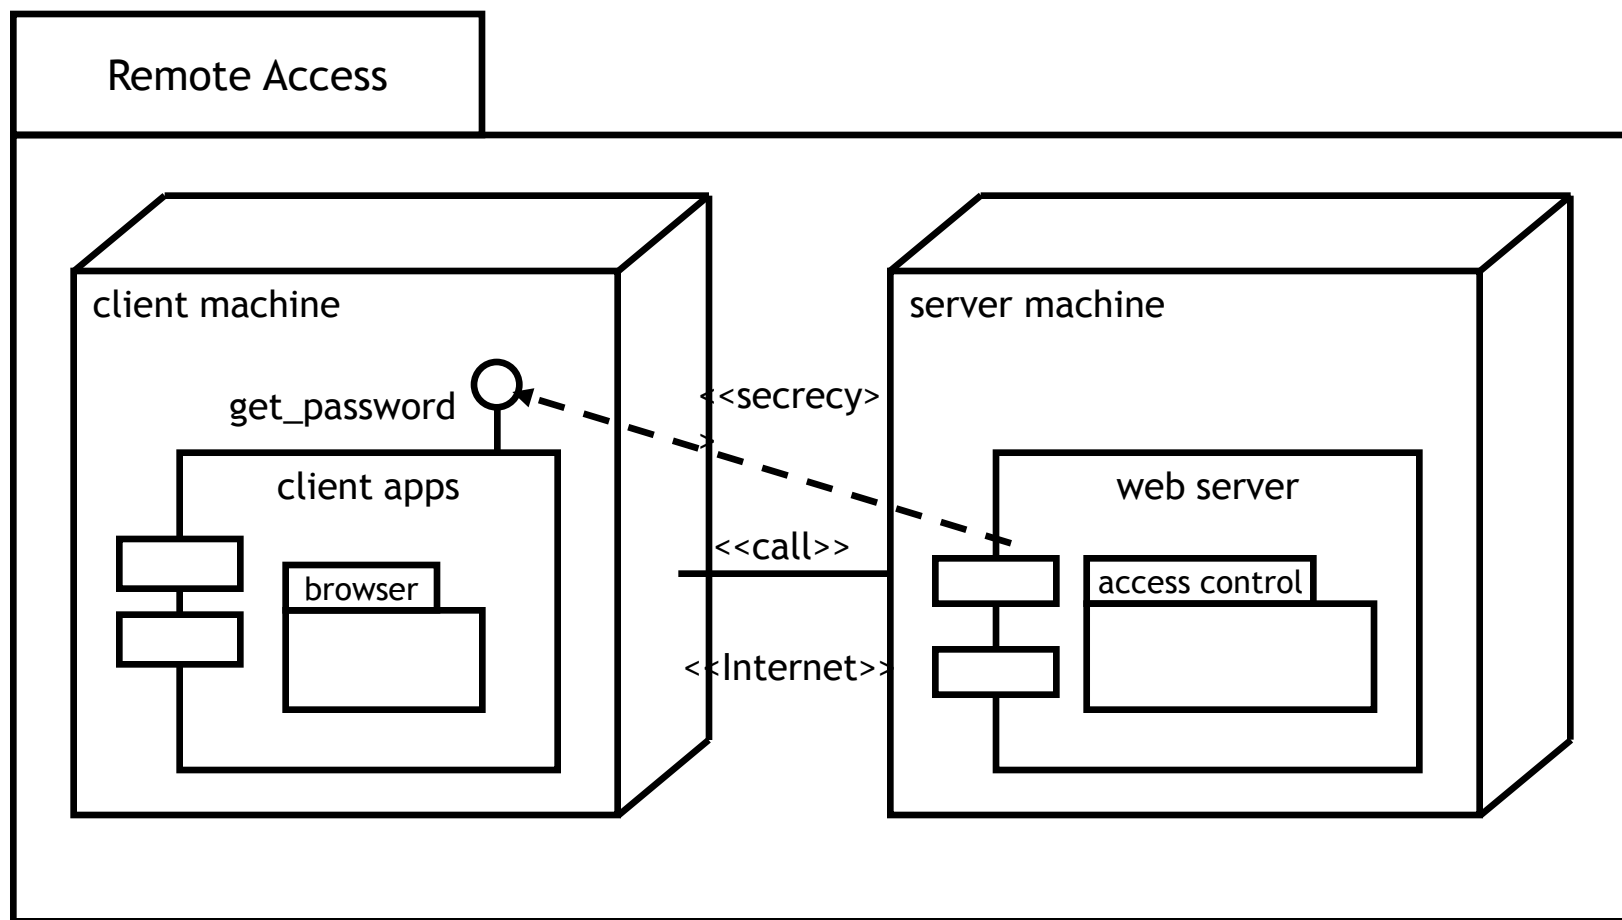 Remote Access
client machine
server machine
get_password
<<secrecy>
>
client apps
web server
<<call>>
browser
access control
<<Internet>>